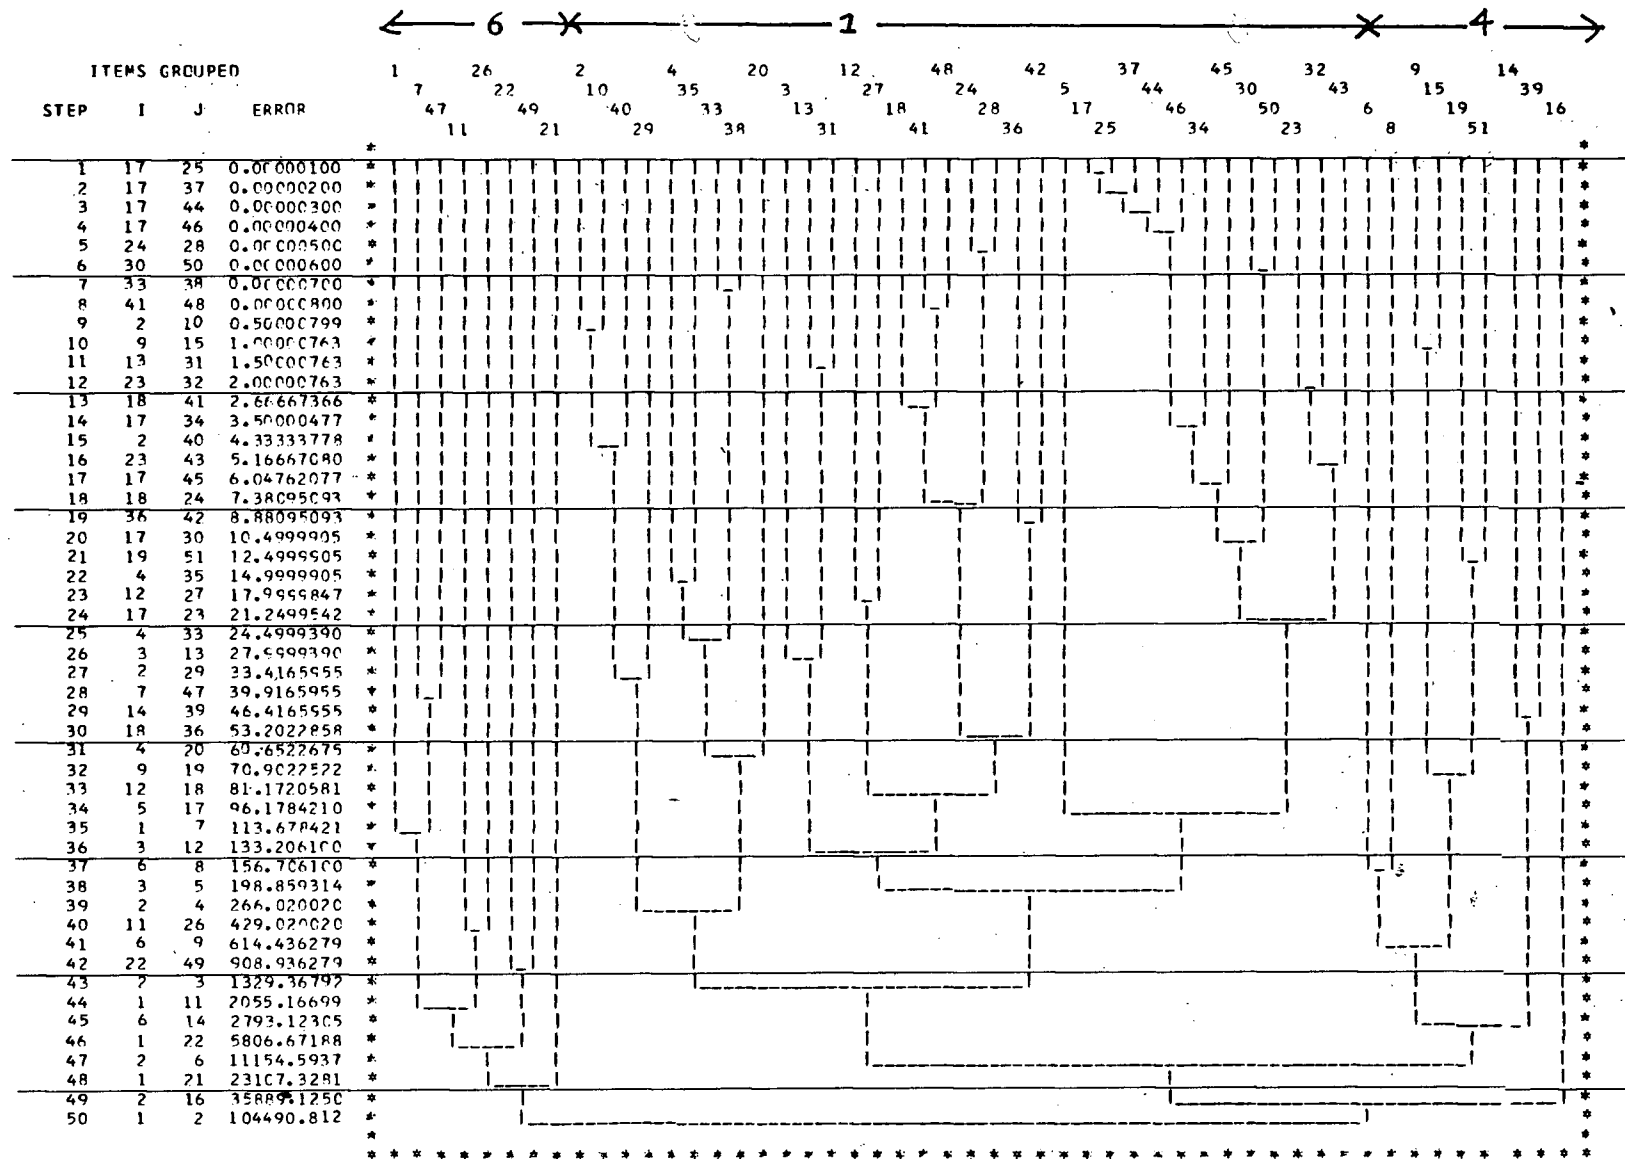 6 1 4
ITEMS GROUPED 1 26 2 4 20 12 48 42 37 45 32 9 14
7 22 10 35 3 27 24 5 44 30 43 15 39
STEP I J ERROR 47 49 40 33 13 18 28 17 46 50 6 19 16
11 21 29 38 31 41 36 25 34 23 8 51
1 17 25 0.00000100
2 17 37 0.00000200
3 17 44 0.00000300
4 17 46 0.00000400
5 24 28 0.00000500
6 30 50 0.00000600
7 33 38 0.00000700
8 41 48 0.00000800
9 2 10 0.50000799
10 9 15 1.00000763
11 13 31 1.50000763
12 23 32 2.00000763
13 18 41 2.66667366
14 17 34 3.50000477
15 2 40 4.33333778
16 23 43 5.16667080
17 17 45 6.04762077
18 18 24 7.38095093
19 36 42 8.88095093
20 17 30 10.4999905
21 19 51 12.4999905
22 4 35 14.9999905
23 12 27 17.9999847
24 17 23 21.2499542
25 4 33 24.4999390
26 3 13 27.9999390
27 2 29 33.4165955
28 7 47 39.9165955
29 14 39 46.4165955
30 18 36 53.2022858
31 4 20 60.6522675
32 9 19 70.9022522
33 12 18 81.1720581
34 5 17 96.1784210
35 1 7 113.678421
36 3 12 133.206100
37 6 8 156.706100
38 3 5 198.859314
39 2 4 266.020020
40 11 26 429.020020
41 6 9 614.436279
42 22 49 908.936279
43 2 3 1329.36792
44 1 11 2055.16699
45 6 14 2793.12305
46 1 22 5806.67188
47 2 6 11154.5937
48 1 21 23107.3281
49 2 16 35889.1250
50 1 2 104490.812